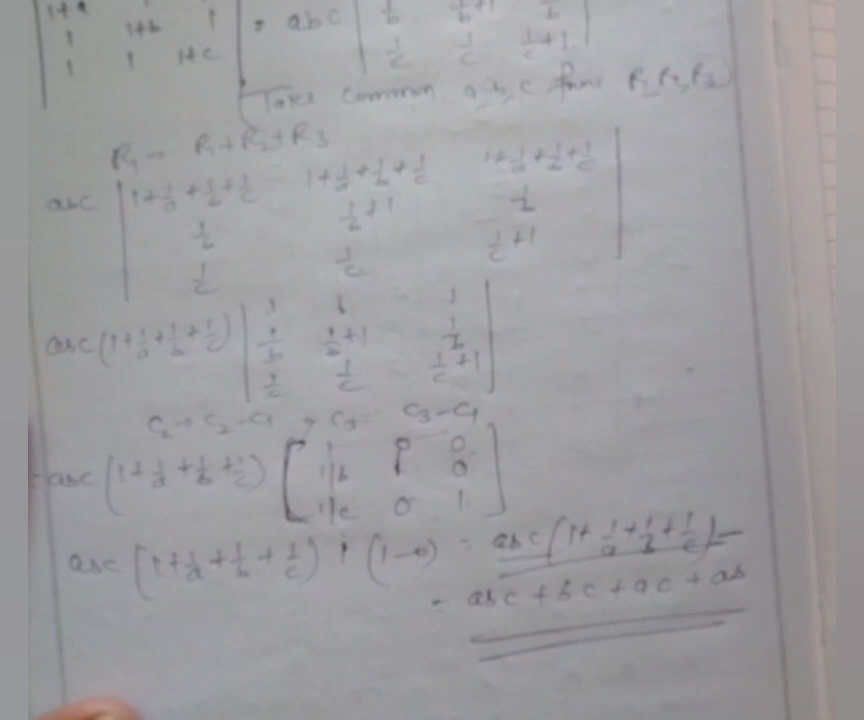 |1+a 1 1|
|1 1+b 1| = abc |1/b 1/b+1 1/b|
|1 1 1+c| |1/c 1/c 1/c+1|
Take common a,b,c from R1 R2, R3
R1 → R1+R2+R3
abc |1+1/a+1/b+1/c 1+1/a+1/b+1/c 1+1/a+1/b+1/c|
|1/b 1/b+1 1/b|
|1/c 1/c 1/c+1|
abc (1+1/a+1/b+1/c) |1 1 1|
|1/b 1/b+1 1/b|
|1/c 1/c 1/c+1|
C2 → C2-C1 , C3 = C3-C1
abc (1+1/a+1/b+1/c) [1 0 0]
[1/b 1 0]
[1/c 0 1]
abc (1+1/a+1/b+1/c) 1 (1-0) = abc (1+1/a+1/b+1/c) =
= abc + bc + ac + ab